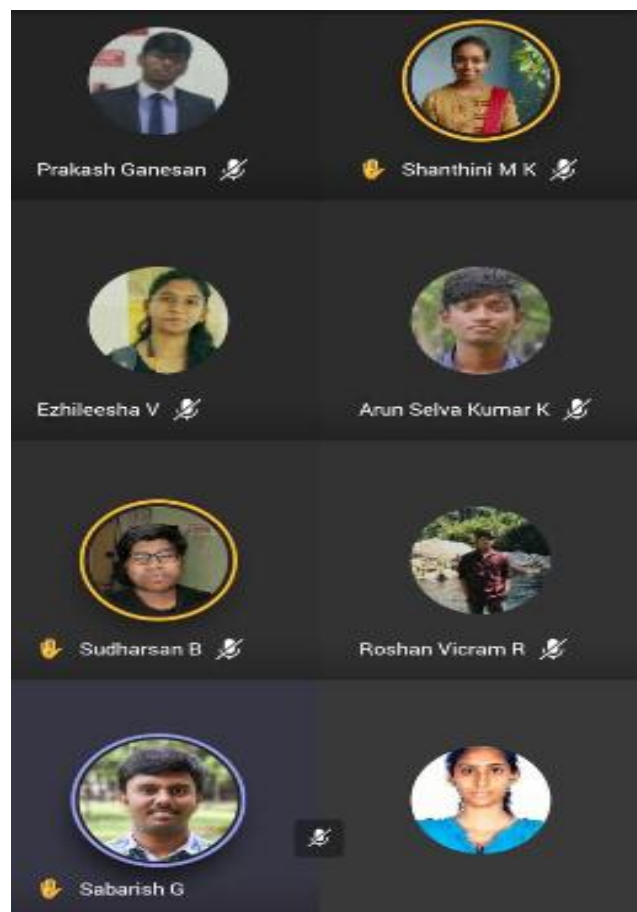 Prakash Ganesan
Shanthini M K
Ezhileesha V
Arun Selva Kumar K
Sudharsan B
Roshan Vicram R
Sabarish G